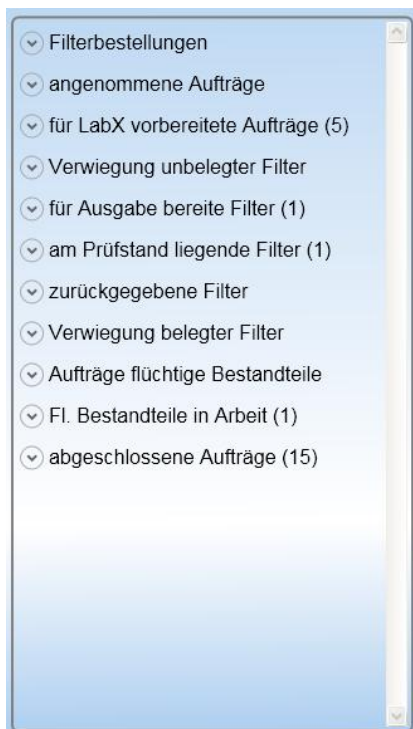 Filterbestellungen
angenommene Aufträge
für LabX vorbereitete Aufträge (5)
Verwiegung unbelegter Filter
für Ausgabe bereite Filter (1)
am Prüfstand liegende Filter (1)
zurückgegebene Filter
Verwiegung belegter Filter
Aufträge flüchtige Bestandteile
Fl. Bestandteile in Arbeit (1)
abgeschlossene Aufträge (15)